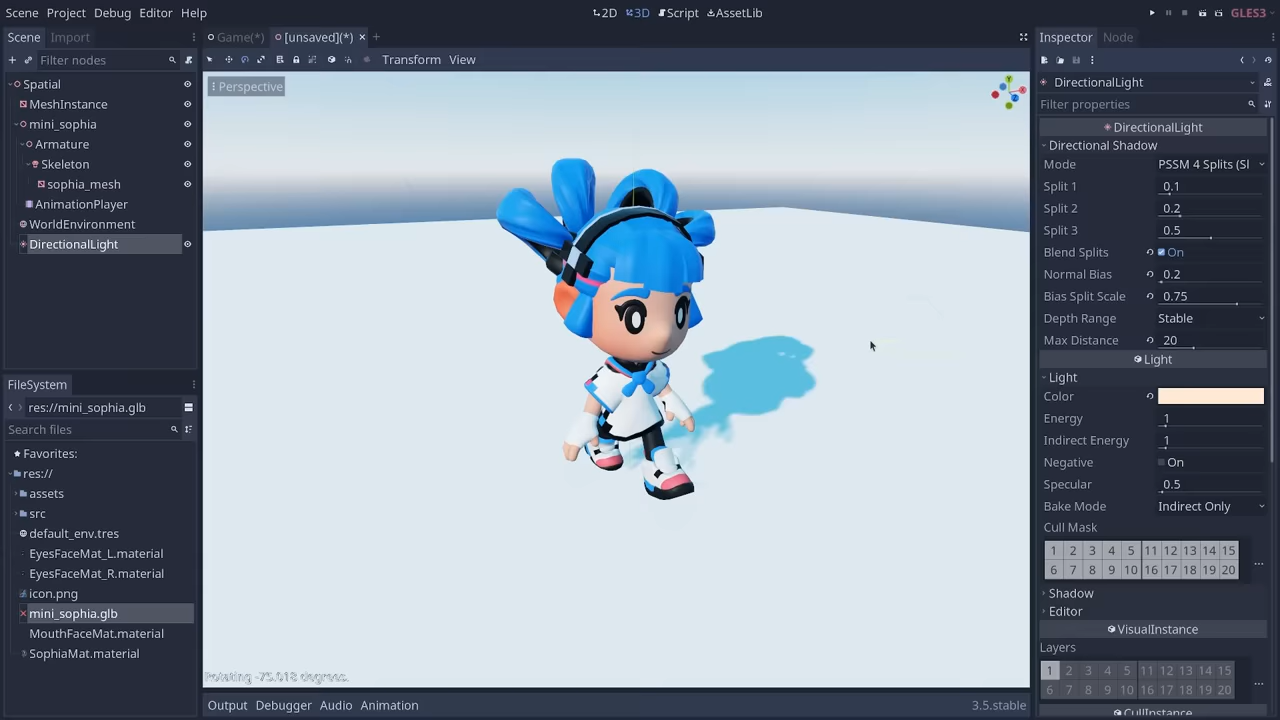 Scene Project Debug Editor Help
2D 3D Script AssetLib
GLES3
Scene Import
Game(*) [unsaved](*)
Inspector Node
Filter nodes
Transform View
DirectionalLight
Spatial
MeshInstance
mini_sophia
Armature
Skeleton
sophia_mesh
AnimationPlayer
WorldEnvironment
DirectionalLight
Perspective
Y
X
Z
FileSystem
res://mini_sophia.glb
Search files
Favorites:
res://
assets
src
default_env.tres
EyesFaceMat_L.material
EyesFaceMat_R.material
icon.png
mini_sophia.glb
MouthFaceMat.material
SophiaMat.material
Rotating -75.018 degrees.
Output Debugger Audio Animation
3.5.stable
Filter properties
DirectionalLight
Directional Shadow
Mode PSSM 4 Splits (Sl
Split 1 0.1
Split 2 0.2
Split 3 0.5
Blend Splits On
Normal Bias 0.2
Bias Split Scale 0.75
Depth Range Stable
Max Distance 20
Light
Light
Color
Energy 1
Indirect Energy 1
Negative On
Specular 0.5
Bake Mode Indirect Only
Cull Mask
1 2 3 4 5 11 12 13 14 15
6 7 8 9 10 16 17 18 19 20
Shadow
Editor
VisualInstance
Layers
1 2 3 4 5 11 12 13 14 15
6 7 8 9 10 16 17 18 19 20
CullInstance